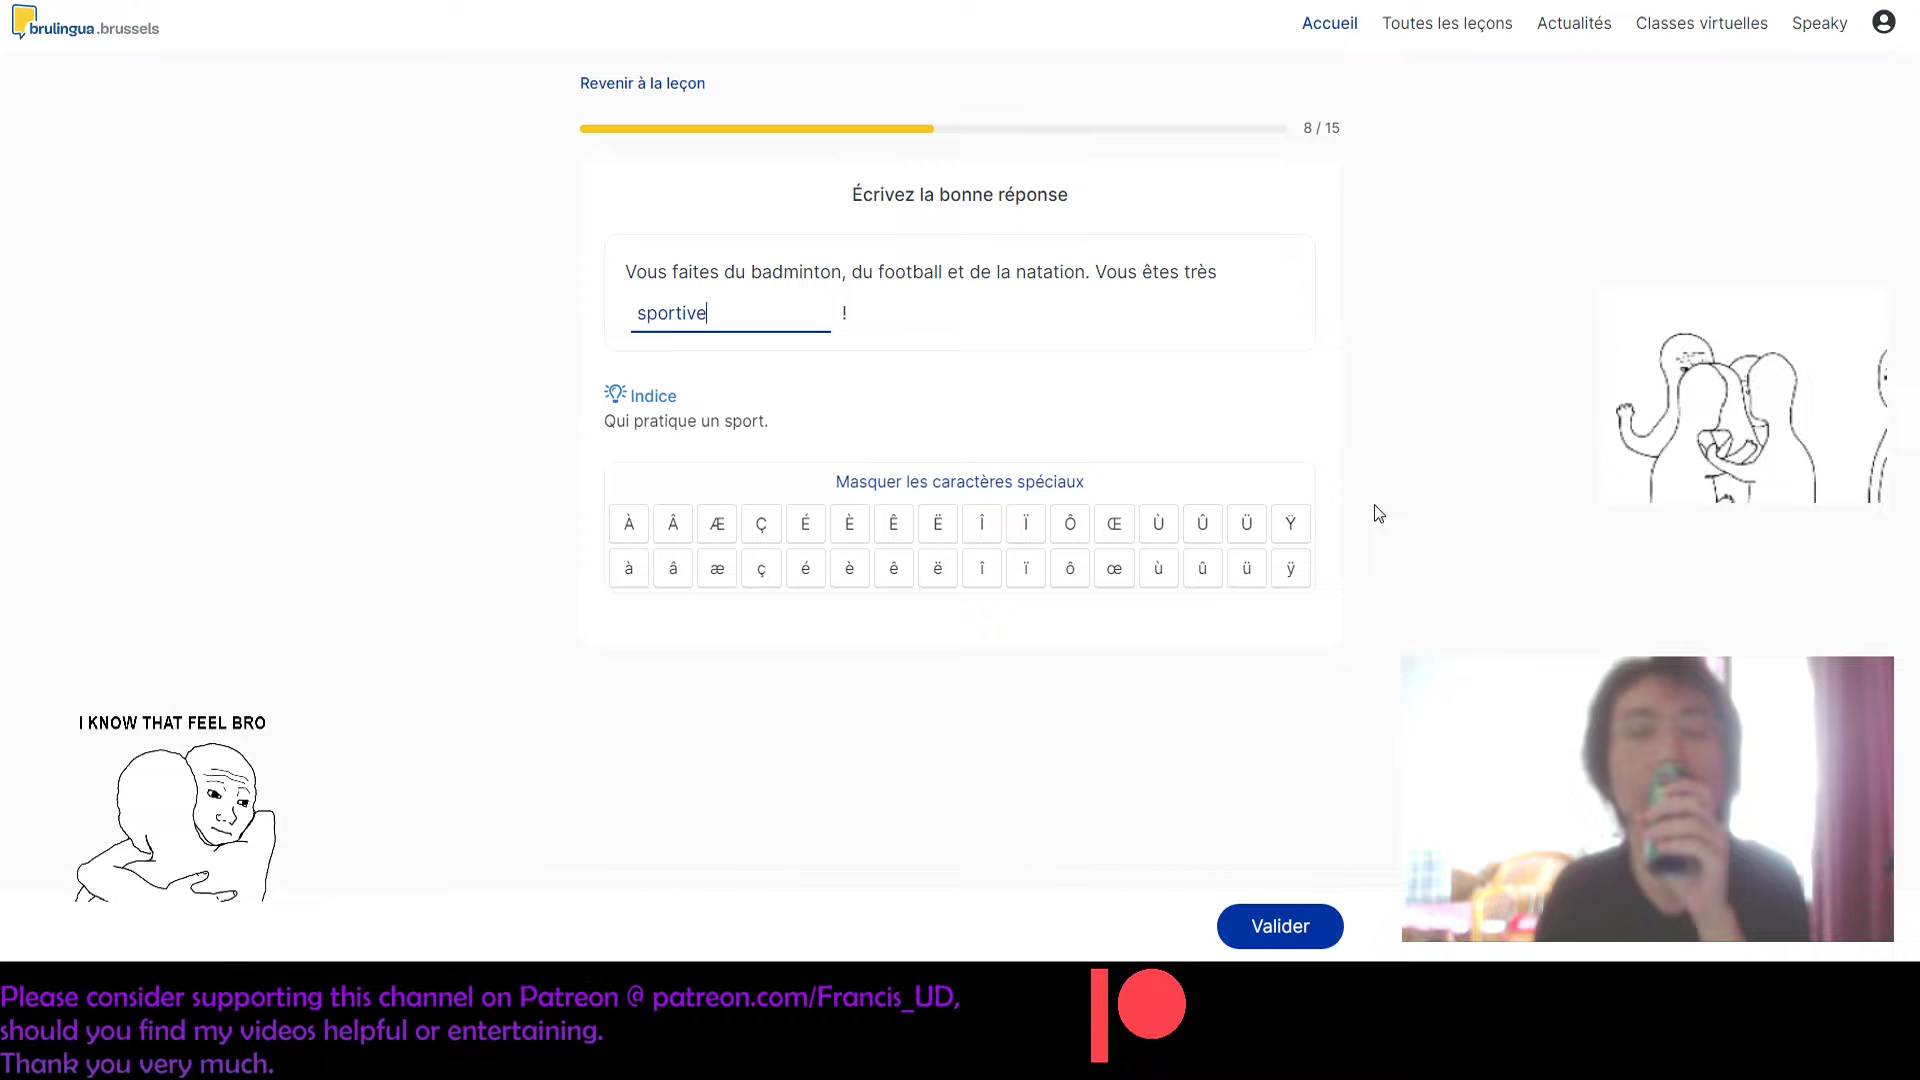 brulingua.brussels
Accueil
Toutes les leçons
Actualités
Classes virtuelles
Speaky
Revenir à la leçon
8 / 15
Écrivez la bonne réponse
Vous faites du badminton, du football et de la natation. Vous êtes très
sportive !
Indice
Qui pratique un sport.
Masquer les caractères spéciaux
À Â Æ Ç É È Ê Ë Î Ï Ô Œ Ù Û Ü Ÿ
à â æ ç é è ê ë î ï ô œ ù û ü ÿ
I KNOW THAT FEEL BRO
Valider
Please consider supporting this channel on Patreon @ patreon.com/Francis_UD,
should you find my videos helpful or entertaining.
Thank you very much.